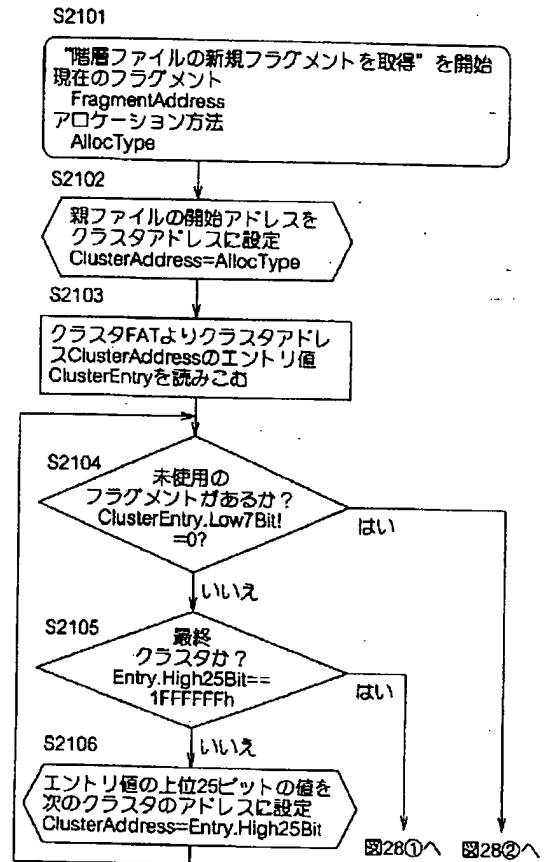 S2101
“階層ファイルの新規フラグメントを取得”を開始
現在のフラグメント
FragmentAddress
アロケーション方法
AllocType
S2102
親ファイルの開始アドレスを
クラスタアドレスに設定
ClusterAddress=AllocType
S2103
クラスタFATよりクラスタアドレ
スClusterAddressのエントリ値
ClusterEntryを読みこむ
S2104
未使用の
フラグメントがあるか？
ClusterEntry.Low7Bit!
=0?
はい
いいえ
S2105
最終
クラスタか？
Entry.High25Bit==
1FFFFFFh
はい
いいえ
S2106
エントリ値の上位25ビットの値を
次のクラスタのアドレスに設定
ClusterAddress=Entry.High25Bit
図28①へ
図28②へ